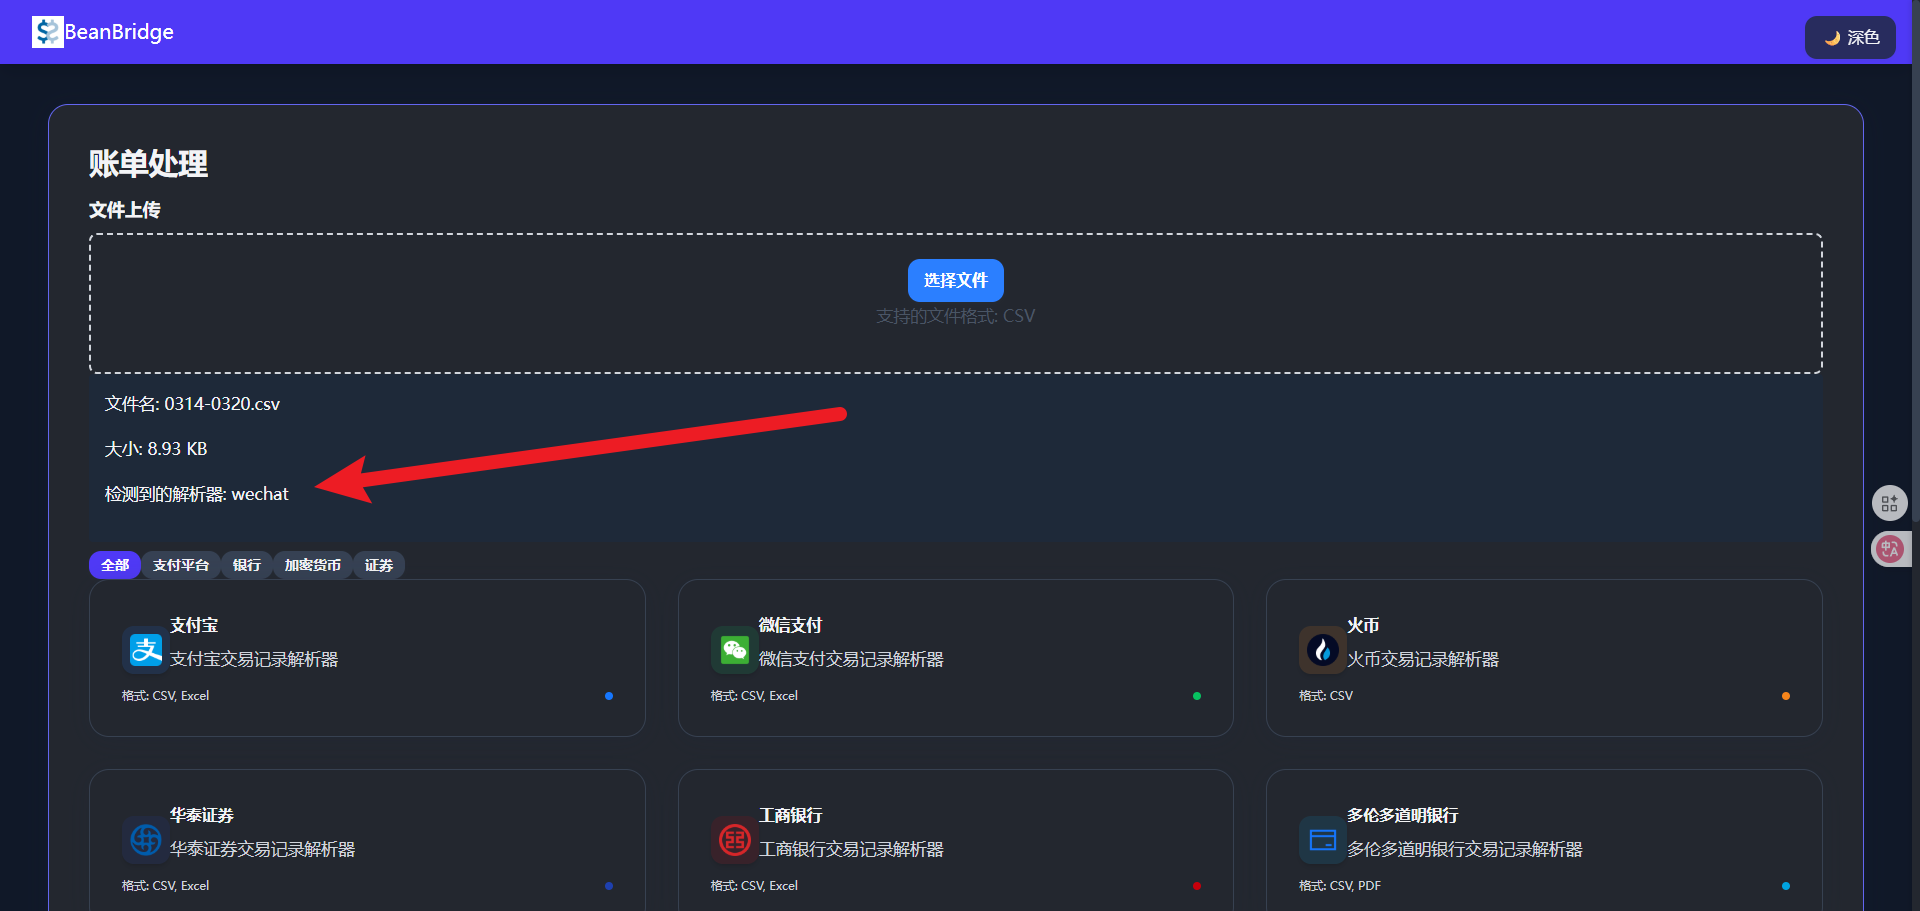 BeanBridge
🌙 深色
账单处理
文件上传
选择文件
支持的文件格式: CSV
文件名: 0314-0320.csv
大小: 8.93 KB
检测到的解析器: wechat
全部 支付平台 银行 加密货币 证券
支付宝
支付宝交易记录解析器
格式: CSV, Excel
微信支付
微信支付交易记录解析器
格式: CSV, Excel
火币
火币交易记录解析器
格式: CSV
华泰证券
华泰证券交易记录解析器
格式: CSV, Excel
工商银行
工商银行交易记录解析器
格式: CSV, Excel
多伦多道明银行
多伦多道明银行交易记录解析器
格式: CSV, PDF